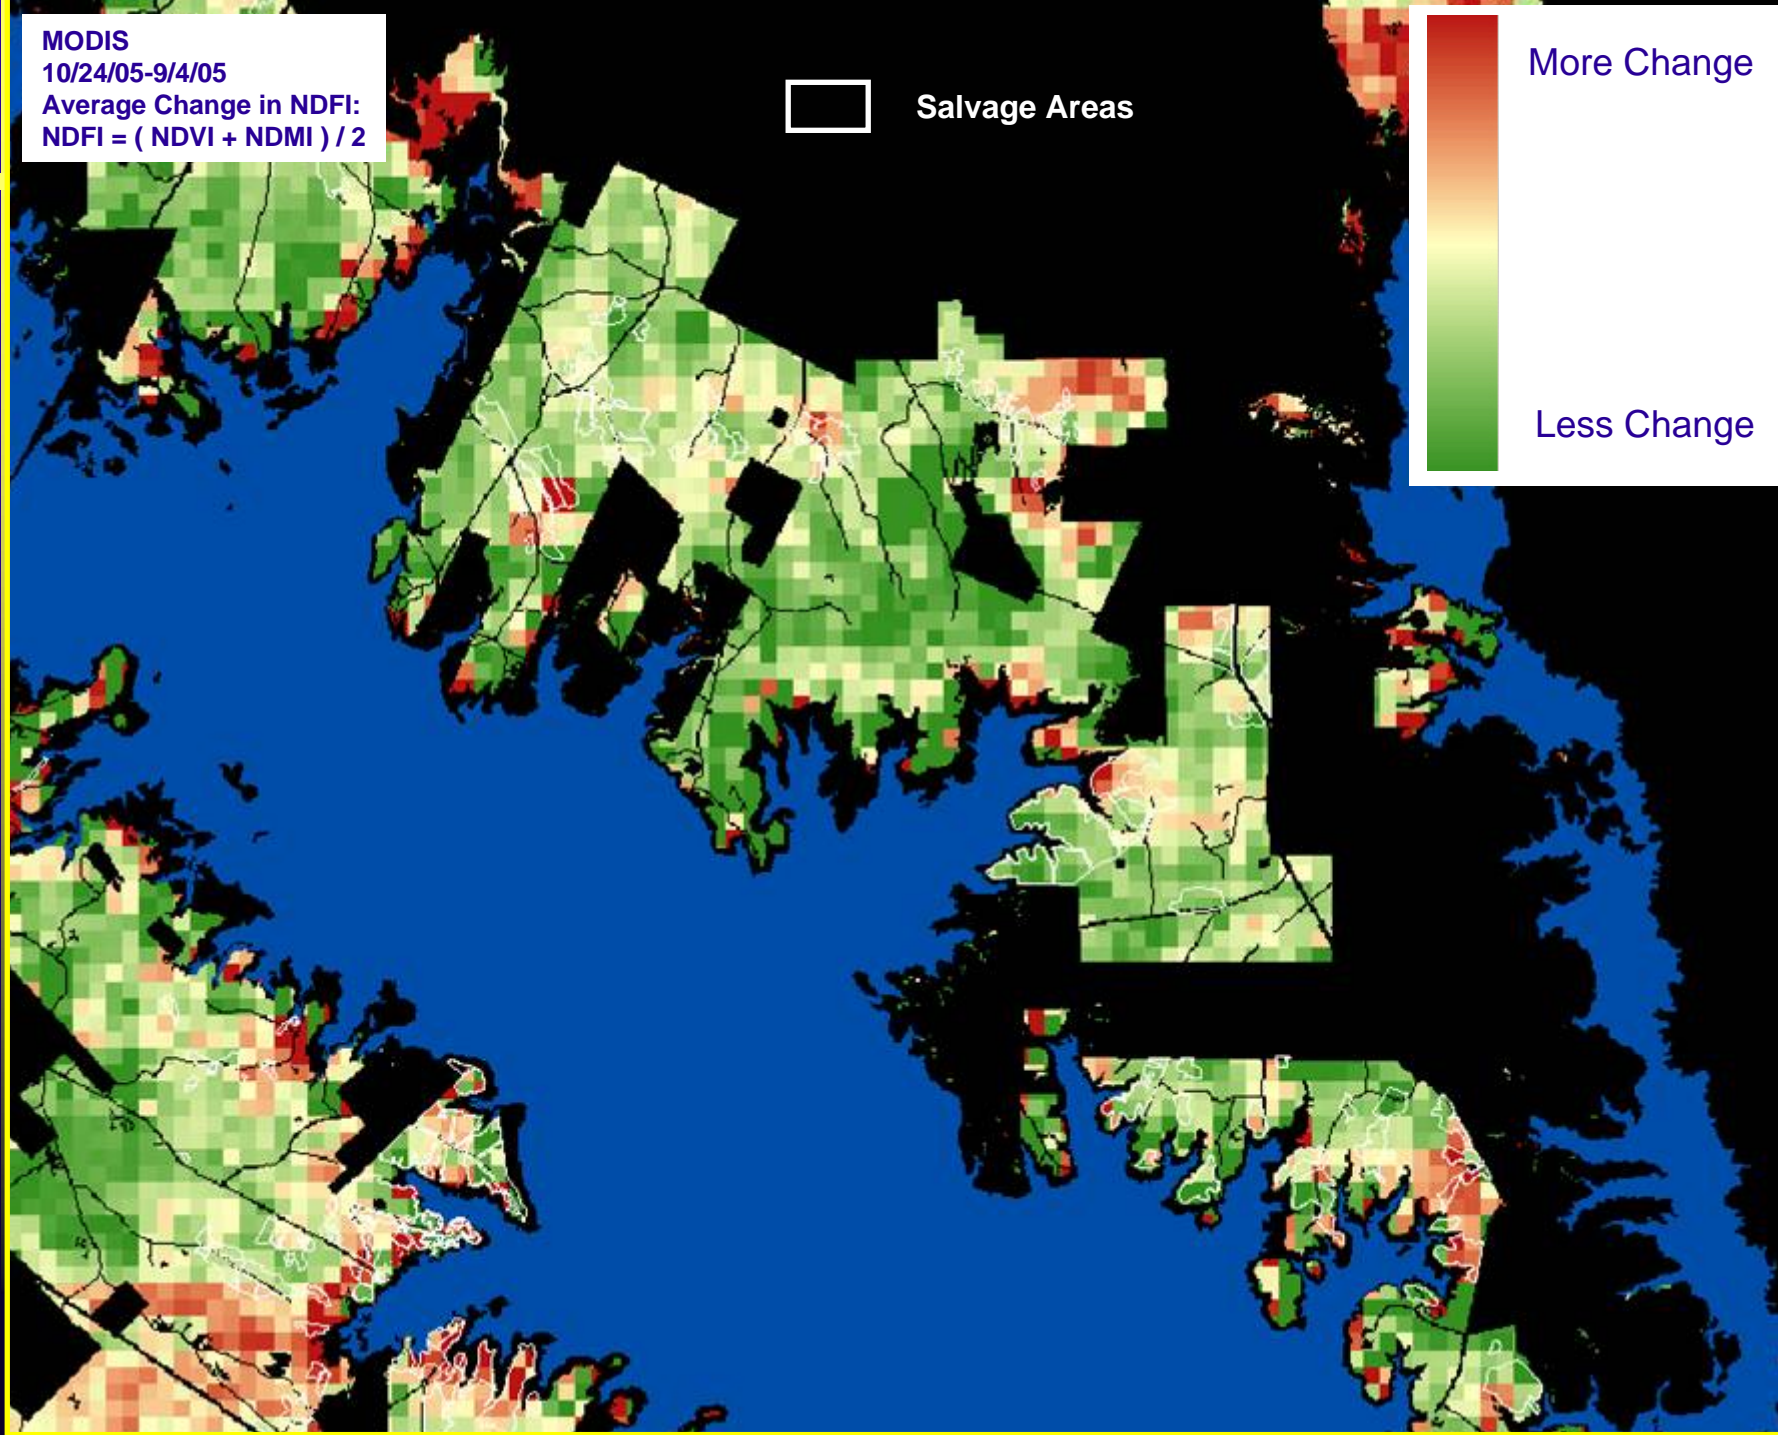 MODIS
10/24/05-9/4/05
Average Change in NDFI:
NDFI = ( NDVI + NDMI ) / 2
Salvage Areas
More Change
Less Change